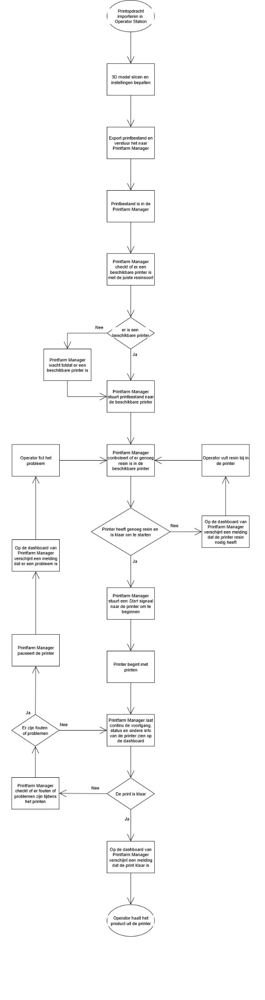 Printopdracht
importeren in
Operator Station
3D model slicen en
instellingen bepallen
Export printbestand en
verstuur het naar
Printfarm Manager
Printbestand is in de
Printfarm Manager
Printfarm Manager
checkt of er een
beschikbare printer is
met de juiste resinsoort
er is een
beschikbare printer
Nee
Ja
Printfarm Manager
wacht totdat er een
beschikbare printer is
Printfarm Manager
stuurt printbestand naar
de beschikbare printer
Operator fixt het
probleem
Printfarm Manager
controleert of er genoeg
resin is in de
beschikbare printer
Operator vult resin bij in
de printer
Printer heeft genoeg resin en
is klaar om te starten
Nee
Ja
Op de dashboard van
Printfarm Manager
verschijnt een melding
dat de printer resin
nodig heeft
Op de dashboard van
Printfarm Manager
verschijnt een melding
dat er een probleem is
Printfarm Manager
stuurt een Start signaal
naar de printer om te
beginnen
Printfarm Manager
pauseert de printer
Printer begint met
printen
Ja
Er zijn fouten
of problemen
Nee
Printfarm Manager laat
continu de voortgang,
status en andere info
van de printer zien op
de dashboard
Printfarm Manager
checkt of er fouten of
problemen zijn tijdens
het printen
Nee
De print is klaar
Ja
Op de dashboard van
Printfarm Manager
verschijnt een melding
dat de print klaar is
Operator haalt het
product uit de printer